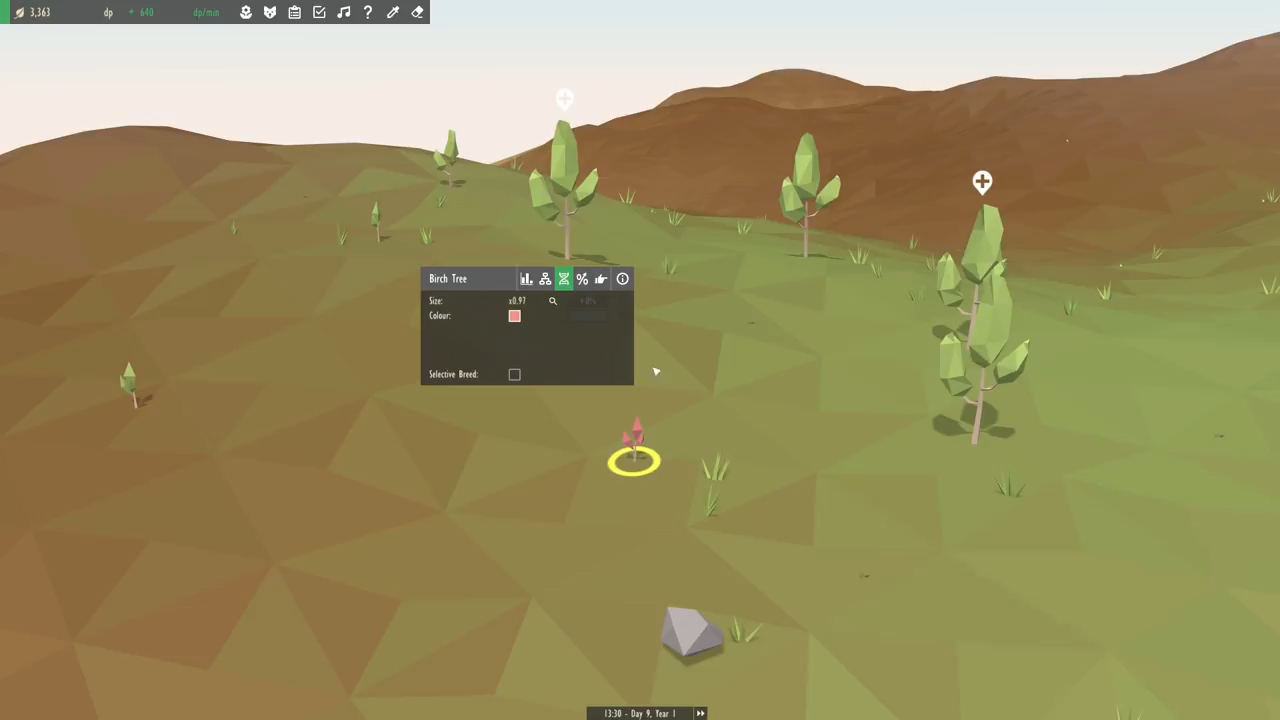 3,363 dp + 640 dp/min
Birch Tree
Size: x0.97 +0%
Colour:
Selective Breed:
13:30 - Day 9, Year 1